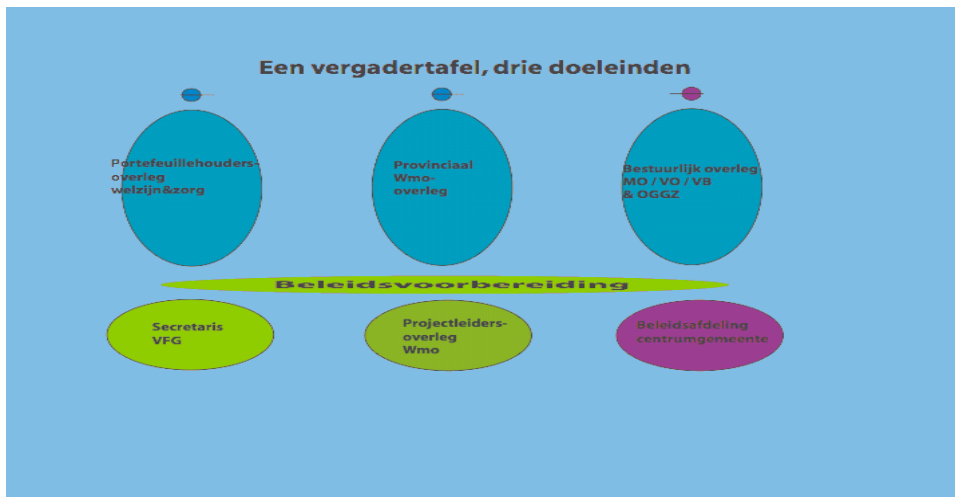 Een vergadertafel, drie doeleinden
Portefeuillehouders-
overleg
welzijn&zorg
Provinciaal
Wmo-
overleg
Bestuurlijk overleg
MO / VO / VB
& OGGZ
Beleidsvoorbereiding
Secretaris
VFG
Projectleiders-
overleg
Wmo
Beleidsafdeling
centrumgemeente